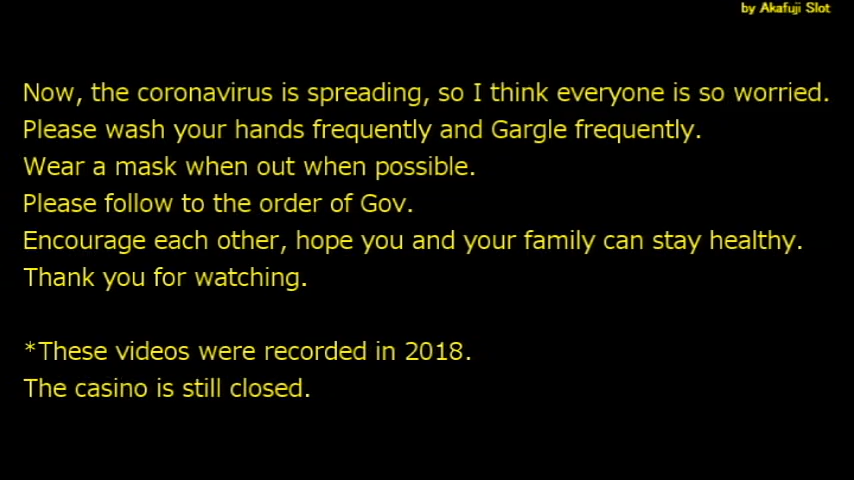 by Akafuji Slot
Now, the coronavirus is spreading, so I think everyone is so worried.
Please wash your hands frequently and Gargle frequently.
Wear a mask when out when possible.
Please follow to the order of Gov.
Encourage each other, hope you and your family can stay healthy.
Thank you for watching.
*These videos were recorded in 2018.
The casino is still closed.